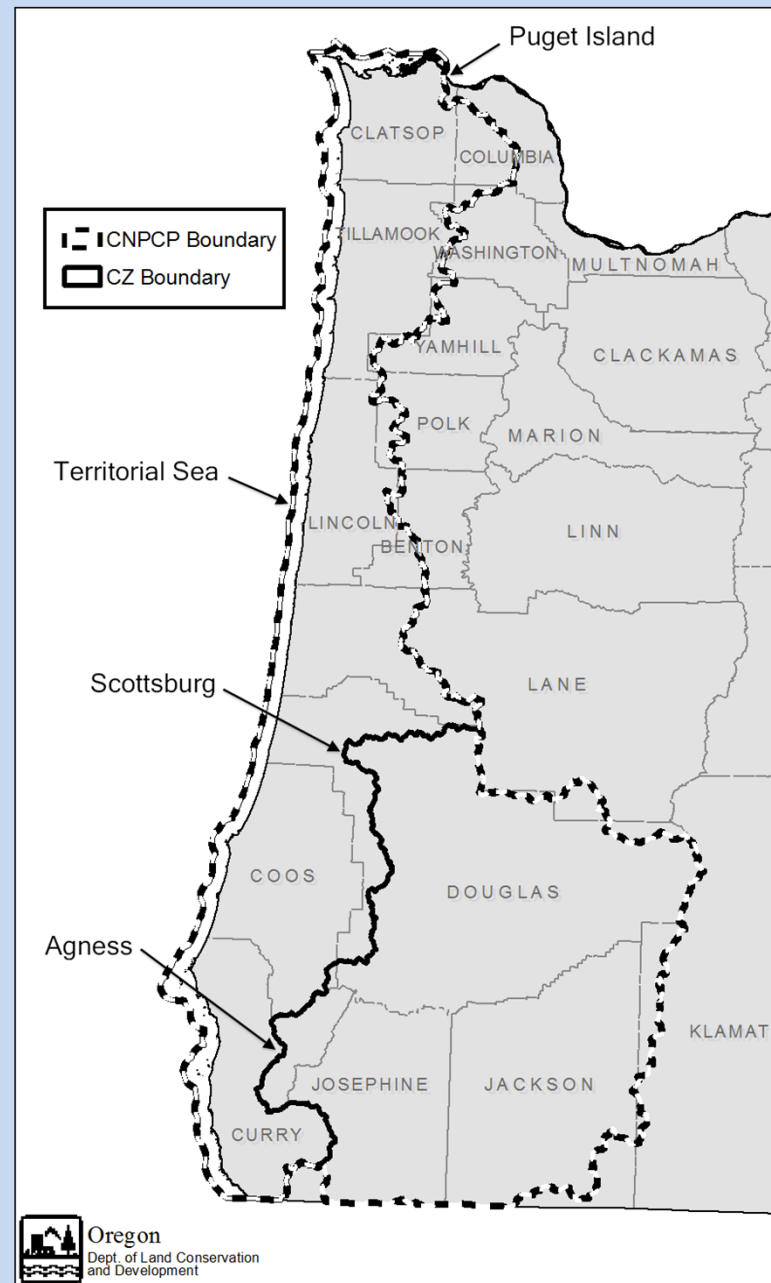 Puget Island
CLATSOP
COLUMBIA
CNPCP Boundary
CZ Boundary
TILLAMOOK
WASHINGTON
MULTNOMAH
YAMHILL
CLACKAMAS
POLK
MARION
Territorial Sea
LINCOLN
BENTON
LINN
Scottsburg
LANE
COOS
DOUGLAS
Agness
KLAMAT
JOSEPHINE
JACKSON
CURRY
Oregon
Dept. of Land Conservation
and Development